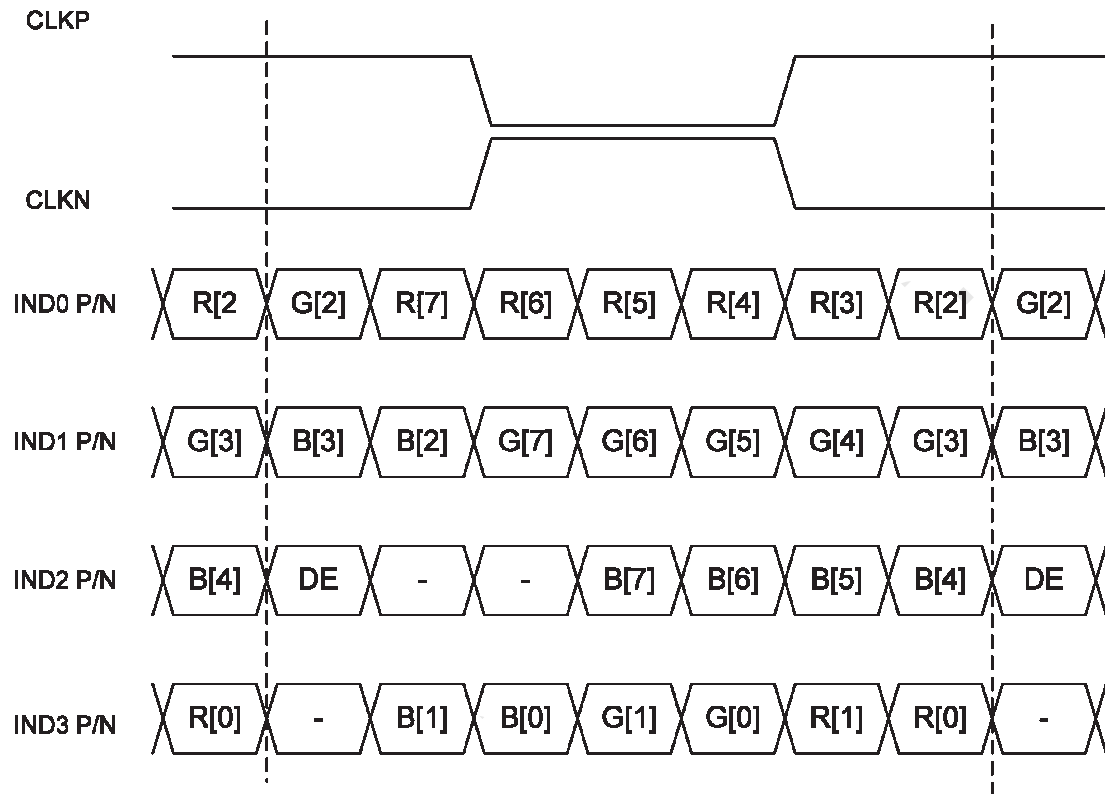 CLKP
CLKN
IND0 P/N R[2 G[2] R[7] R[6] R[5] R[4] R[3] R[2] G[2]
IND1 P/N G[3] B[3] B[2] G[7] G[6] G[5] G[4] G[3] B[3]
IND2 P/N B[4] DE - - B[7] B[6] B[5] B[4] DE
IND3 P/N R[0] - B[1] B[0] G[1] G[0] R[1] R[0] -